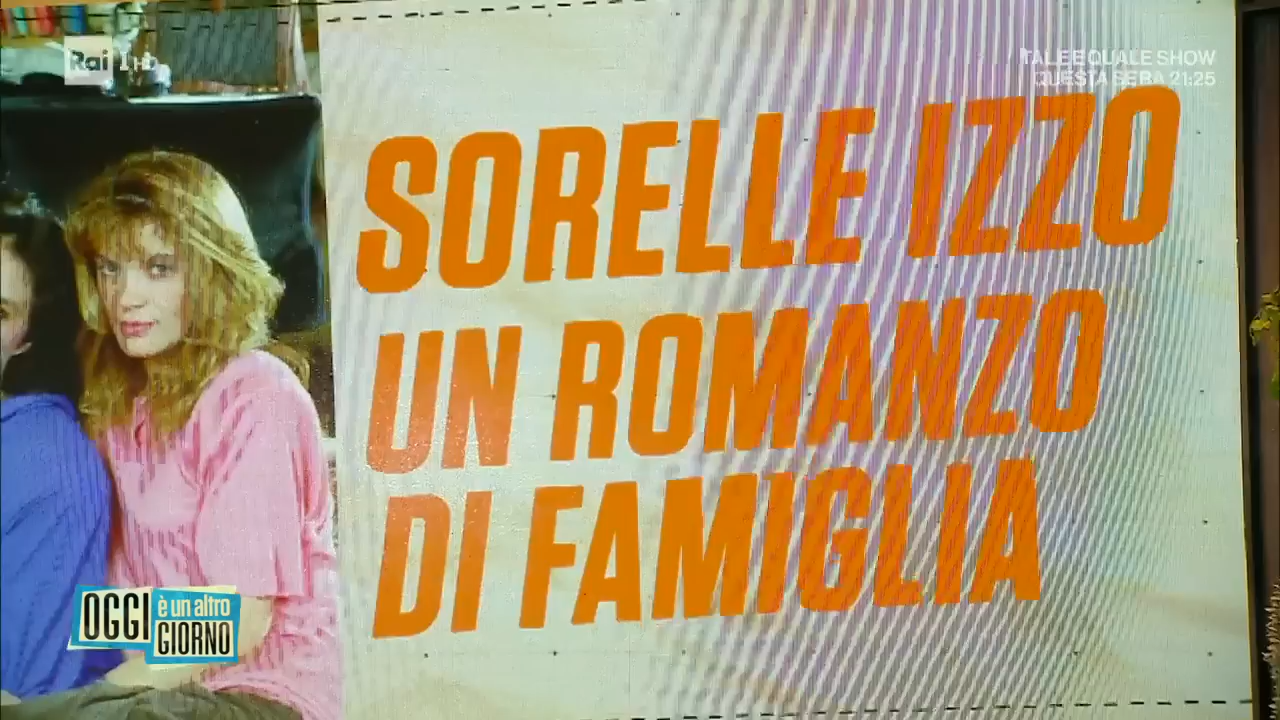 Rai 1 HD
TALE E QUALE SHOW
QUESTA SERA 21:25
SORELLE IZZO
UN ROMANZO
DI FAMIGLIA
OGGI
è un altro
GIORNO